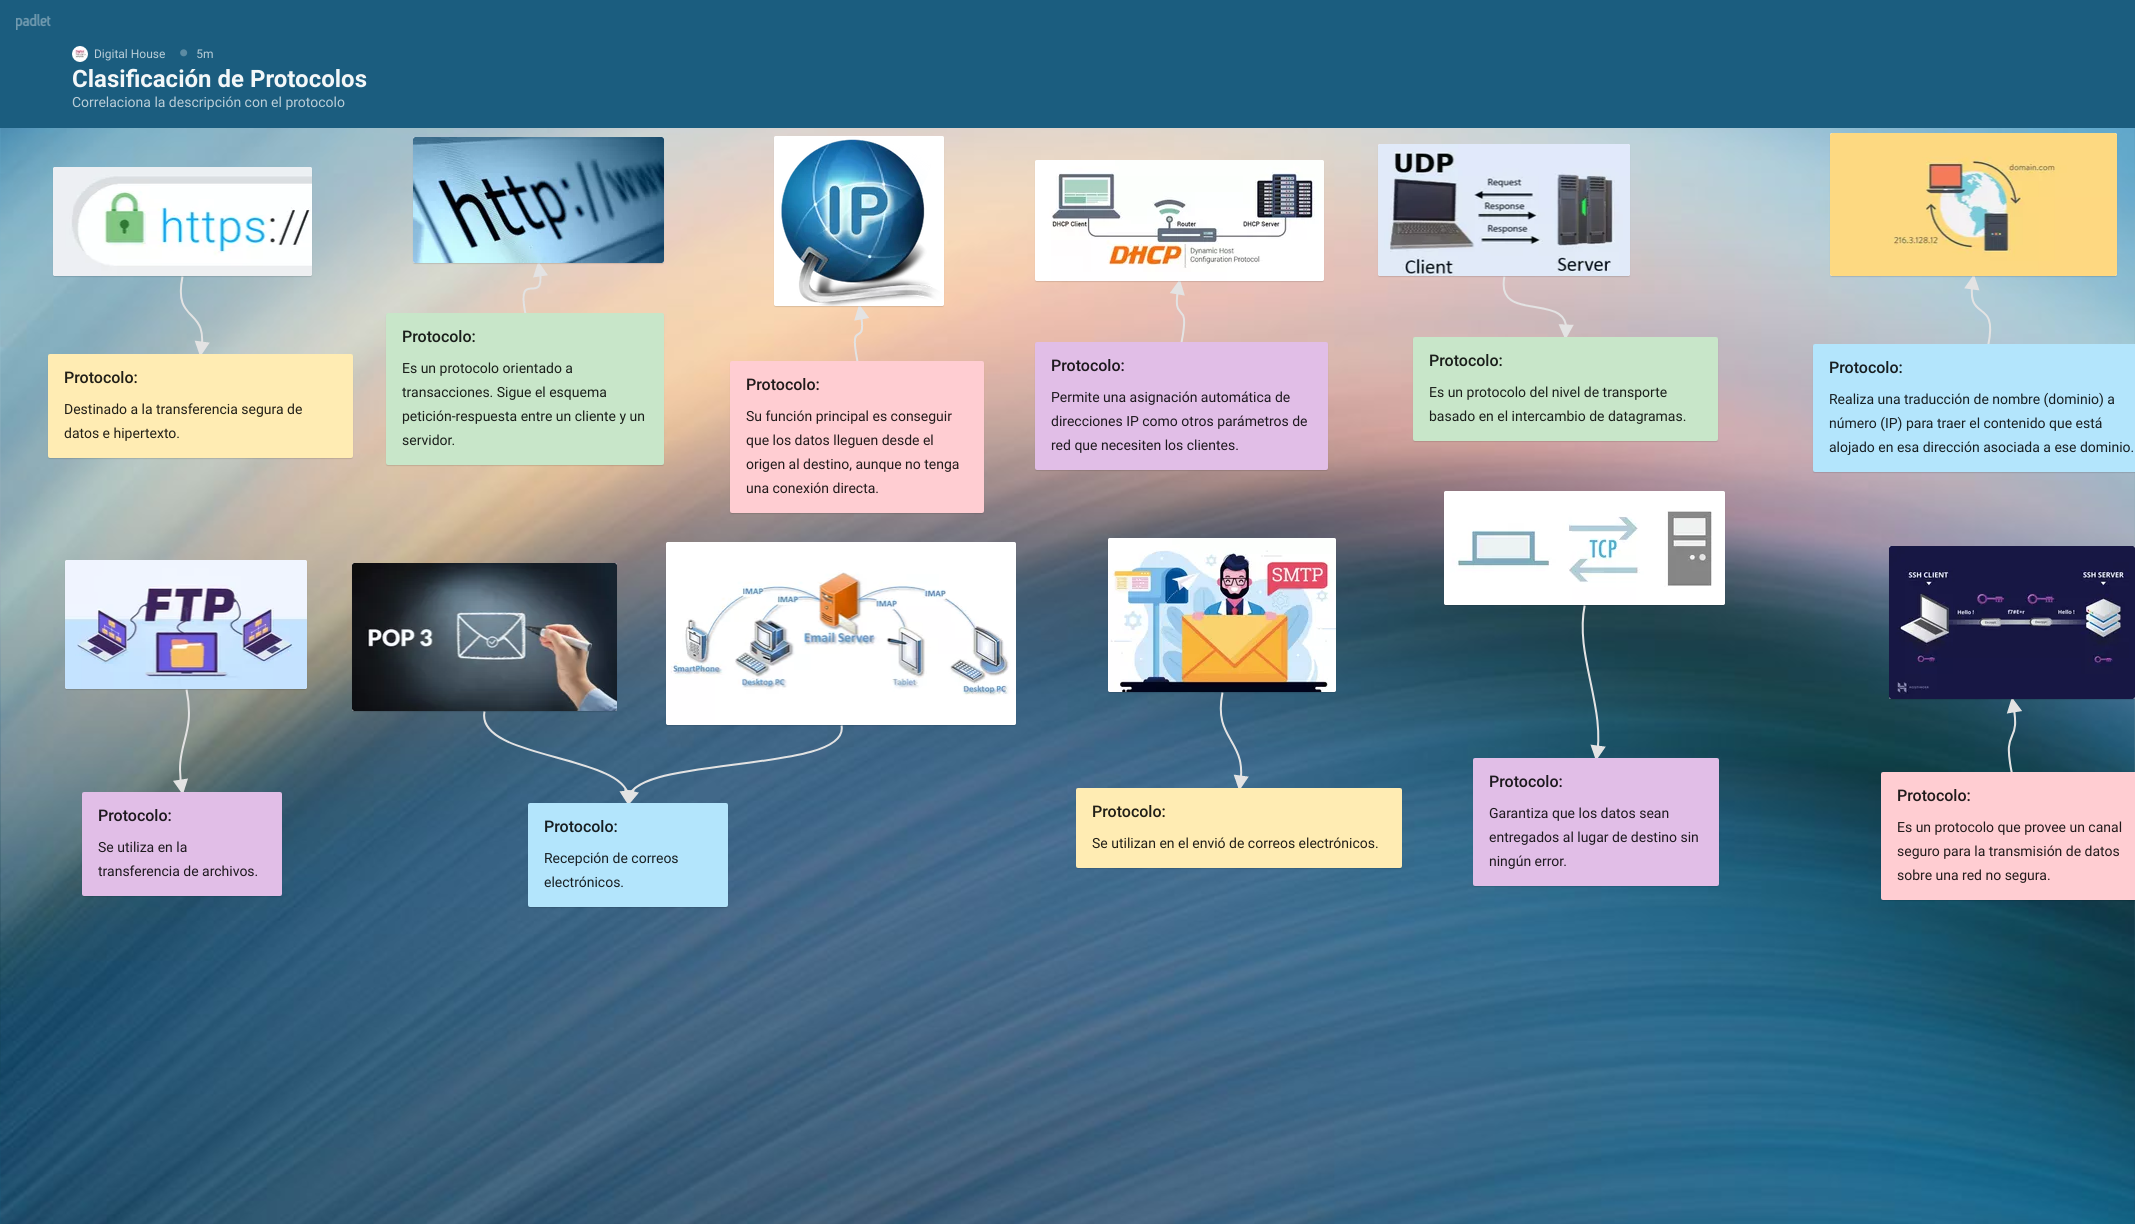 padlet
Digital House • 5m
Clasificación de Protocolos
Correlaciona la descripción con el protocolo
https://
Protocolo:
Destinado a la transferencia segura de
datos e hipertexto.
http://www
Protocolo:
Es un protocolo orientado a
transacciones. Sigue el esquema
petición-respuesta entre un cliente y un
servidor.
IP
Protocolo:
Su función principal es conseguir
que los datos lleguen desde el
origen al destino, aunque no tenga
una conexión directa.
DHCP Client
Router
DHCP Server
DHCP
Dynamic Host
Configuration Protocol
Protocolo:
Permite una asignación automática de
direcciones IP como otros parámetros de
red que necesiten los clientes.
UDP
Request
Response
Response
Client
Server
Protocolo:
Es un protocolo del nivel de transporte
basado en el intercambio de datagramas.
domain.com
216.3.128.12
Protocolo:
Realiza una traducción de nombre (dominio) a
número (IP) para traer el contenido que está
alojado en esa dirección asociada a ese dominio.
FTP
Protocolo:
Se utiliza en la
transferencia de archivos.
POP 3
IMAP
IMAP
IMAP
IMAP
Email Server
SmartPhone
Desktop PC
Tablet
Desktop PC
Protocolo:
Recepción de correos
electrónicos.
SMTP
Protocolo:
Se utilizan en el envió de correos electrónicos.
TCP
Protocolo:
Garantiza que los datos sean
entregados al lugar de destino sin
ningún error.
SSH CLIENT
SSH SERVER
Hello !
Hello !
Protocolo:
Es un protocolo que provee un canal
seguro para la transmisión de datos
sobre una red no segura.